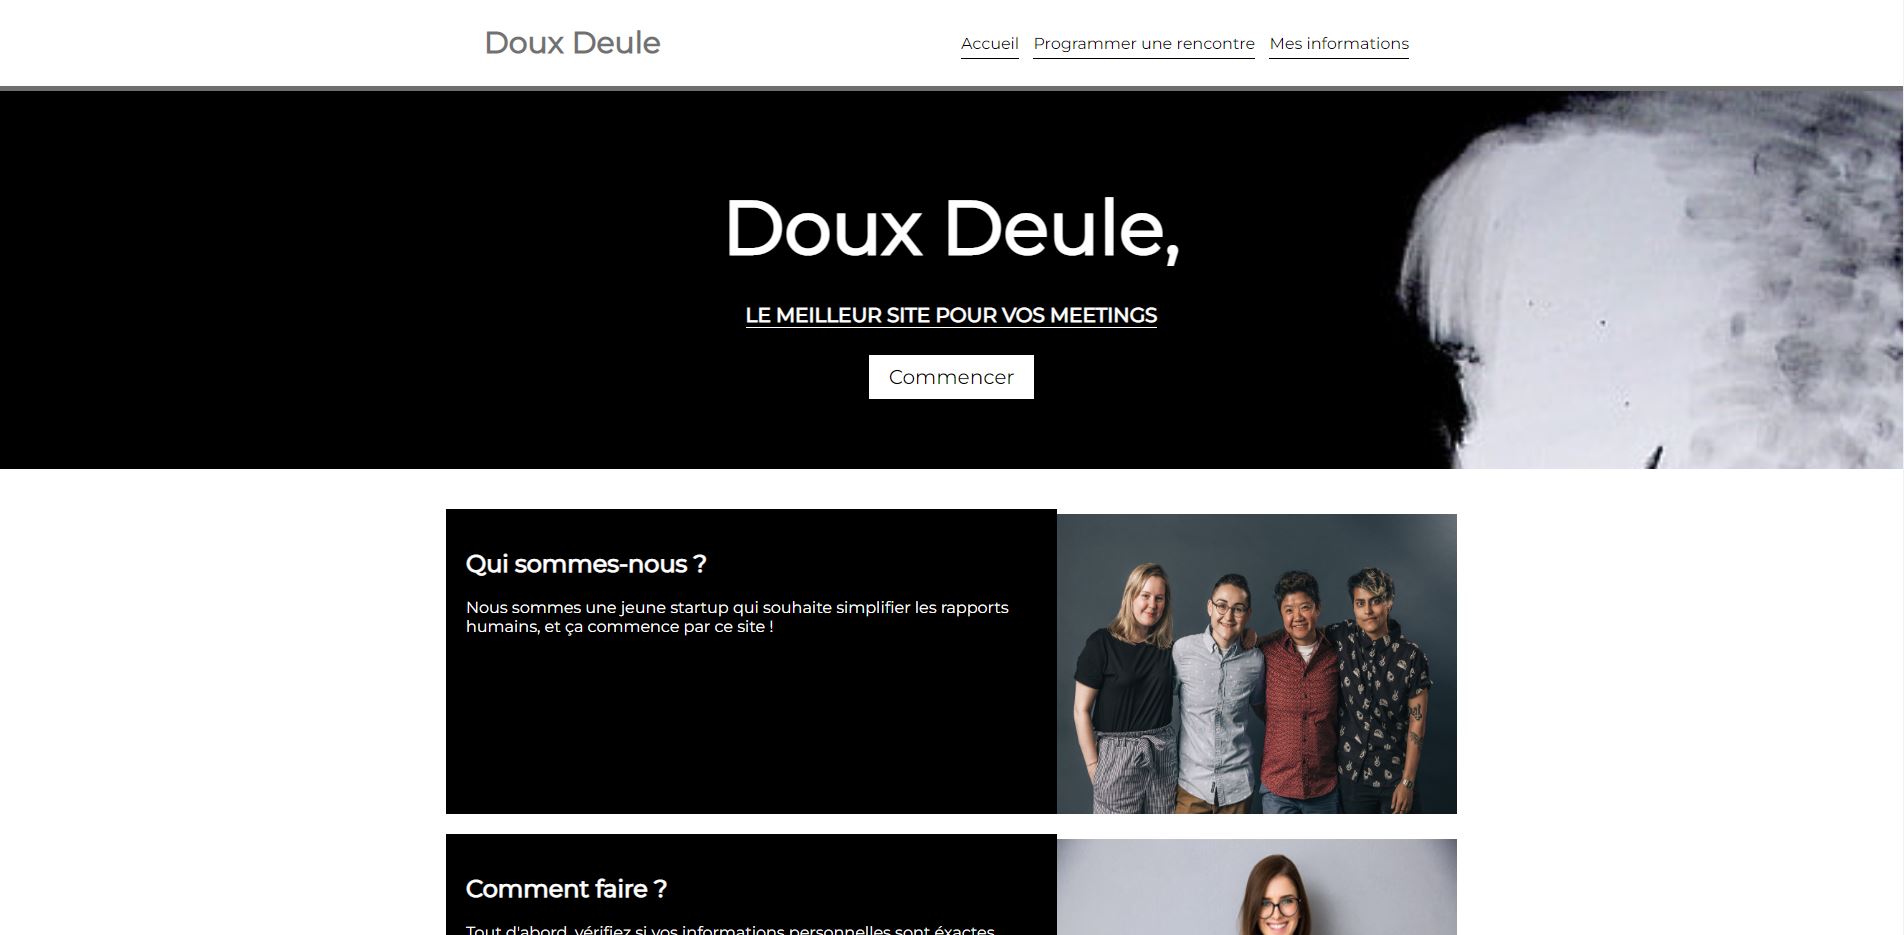 Doux Deule
Accueil Programmer une rencontre Mes informations
Doux Deule,
LE MEILLEUR SITE POUR VOS MEETINGS
Commencer
Qui sommes-nous ?
Nous sommes une jeune startup qui souhaite simplifier les rapports
humains, et ça commence par ce site !
Comment faire ?
Tout d'abord, vérifiez si vos informations personnelles sont éxactes